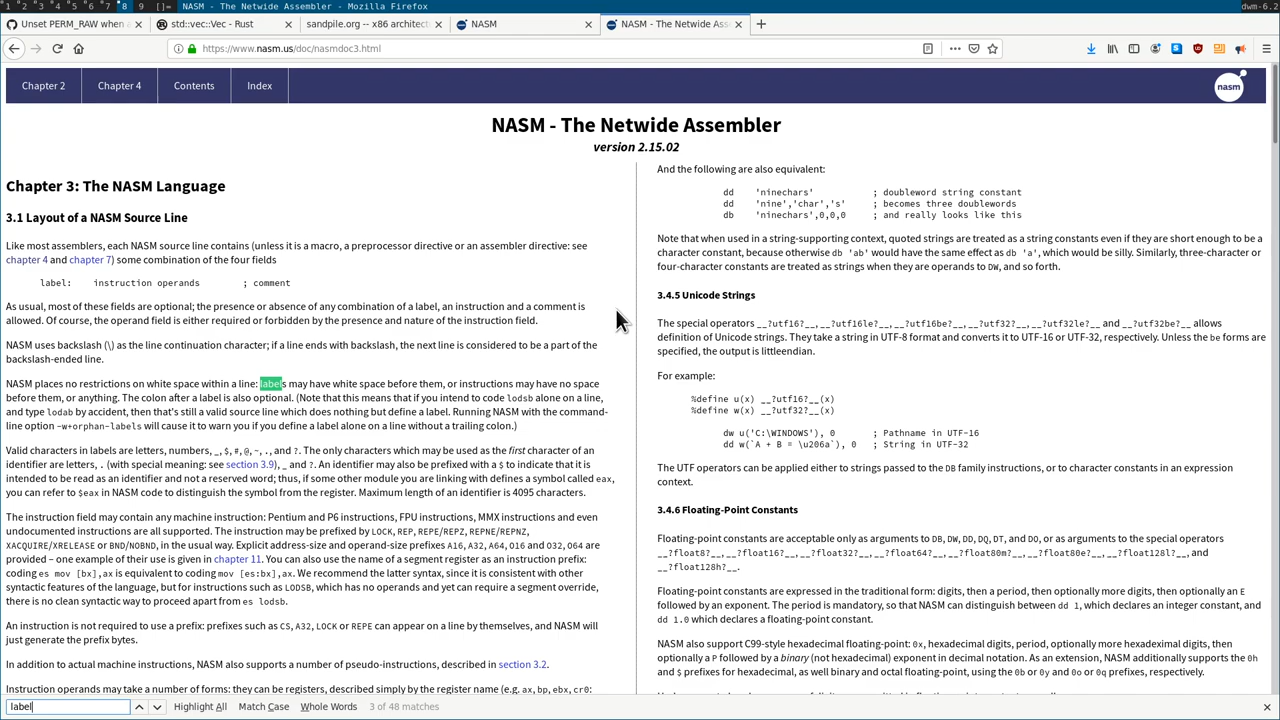 1 2 3 4 5 6 7 8 9 []= NASM - The Netwide Assembler - Mozilla Firefox dwm-6.2
Unset PERM_RAW when a
std::vec::Vec - Rust
sandpile.org -- x86 architect
NASM
NASM - The Netwide Assem
https://www.nasm.us/doc/nasmdoc3.html
Chapter 2
Chapter 4
Contents
Index
nasm
NASM - The Netwide Assembler
version 2.15.02
Chapter 3: The NASM Language
3.1 Layout of a NASM Source Line
Like most assemblers, each NASM source line contains (unless it is a macro, a preprocessor directive or an assembler directive: see
chapter 4 and chapter 7) some combination of the four fields
label: instruction operands ; comment
As usual, most of these fields are optional; the presence or absence of any combination of a label, an instruction and a comment is
allowed. Of course, the operand field is either required or forbidden by the presence and nature of the instruction field.
NASM uses backslash (\) as the line continuation character; if a line ends with backslash, the next line is considered to be a part of the
backslash-ended line.
NASM places no restrictions on white space within a line: labels may have white space before them, or instructions may have no space
before them, or anything. The colon after a label is also optional. (Note that this means that if you intend to code lodsb alone on a line,
and type lodab by accident, then that's still a valid source line which does nothing but define a label. Running NASM with the command-
line option -w+orphan-labels will cause it to warn you if you define a label alone on a line without a trailing colon.)
Valid characters in labels are letters, numbers, _, $, #, @, ~, ., and ?. The only characters which may be used as the first character of an
identifier are letters, . (with special meaning: see section 3.9), _ and ?. An identifier may also be prefixed with a $ to indicate that it is
intended to be read as an identifier and not a reserved word; thus, if some other module you are linking with defines a symbol called eax,
you can refer to $eax in NASM code to distinguish the symbol from the register. Maximum length of an identifier is 4095 characters.
The instruction field may contain any machine instruction: Pentium and P6 instructions, FPU instructions, MMX instructions and even
undocumented instructions are all supported. The instruction may be prefixed by LOCK, REP, REPE/REPZ, REPNE/REPNZ,
XACQUIRE/XRELEASE or BND/NOBND, in the usual way. Explicit address-size and operand-size prefixes A16, A32, A64, O16 and O32, O64 are
provided – one example of their use is given in chapter 11. You can also use the name of a segment register as an instruction prefix:
coding es mov [bx],ax is equivalent to coding mov [es:bx],ax. We recommend the latter syntax, since it is consistent with other
syntactic features of the language, but for instructions such as LODSB, which has no operands and yet can require a segment override,
there is no clean syntactic way to proceed apart from es lodsb.
An instruction is not required to use a prefix: prefixes such as CS, A32, LOCK or REPE can appear on a line by themselves, and NASM will
just generate the prefix bytes.
In addition to actual machine instructions, NASM also supports a number of pseudo-instructions, described in section 3.2.
Instruction operands may take a number of forms: they can be registers, described simply by the register name (e.g. ax, bp, ebx, cr0:
And the following are also equivalent:
dd 'ninechars' ; doubleword string constant
dd 'nine','char','s' ; becomes three doublewords
db 'ninechars',0,0,0 ; and really looks like this
Note that when used in a string-supporting context, quoted strings are treated as a string constants even if they are short enough to be a
character constant, because otherwise db 'ab' would have the same effect as db 'a', which would be silly. Similarly, three-character or
four-character constants are treated as strings when they are operands to DW, and so forth.
3.4.5 Unicode Strings
The special operators __?utf16?__, __?utf16le?__, __?utf16be?__, __?utf32?__, __?utf32le?__ and __?utf32be?__ allows
definition of Unicode strings. They take a string in UTF-8 format and converts it to UTF-16 or UTF-32, respectively. Unless the be forms are
specified, the output is littleendian.
For example:
%define u(x) __?utf16?__(x)
%define w(x) __?utf32?__(x)
dw u('C:\WINDOWS'), 0 ; Pathname in UTF-16
dd w(`A + B = \u206a`), 0 ; String in UTF-32
The UTF operators can be applied either to strings passed to the DB family instructions, or to character constants in an expression
context.
3.4.6 Floating-Point Constants
Floating-point constants are acceptable only as arguments to DB, DW, DD, DQ, DT, and DO, or as arguments to the special operators
__?float8?__, __?float16?__, __?float32?__, __?float64?__, __?float80m?__, __?float80e?__, __?float128l?__, and
__?float128h?__.
Floating-point constants are expressed in the traditional form: digits, then a period, then optionally more digits, then optionally an E
followed by an exponent. The period is mandatory, so that NASM can distinguish between dd 1, which declares an integer constant, and
dd 1.0 which declares a floating-point constant.
NASM also support C99-style hexadecimal floating-point: 0x, hexadecimal digits, period, optionally more hexadeximal digits, then
optionally a P followed by a binary (not hexadecimal) exponent in decimal notation. As an extension, NASM additionally supports the 0h
and $ prefixes for hexadecimal, as well binary and octal floating-point, using the 0b or 0y and 0o or 0q prefixes, respectively.
label
Highlight All
Match Case
Whole Words
3 of 48 matches